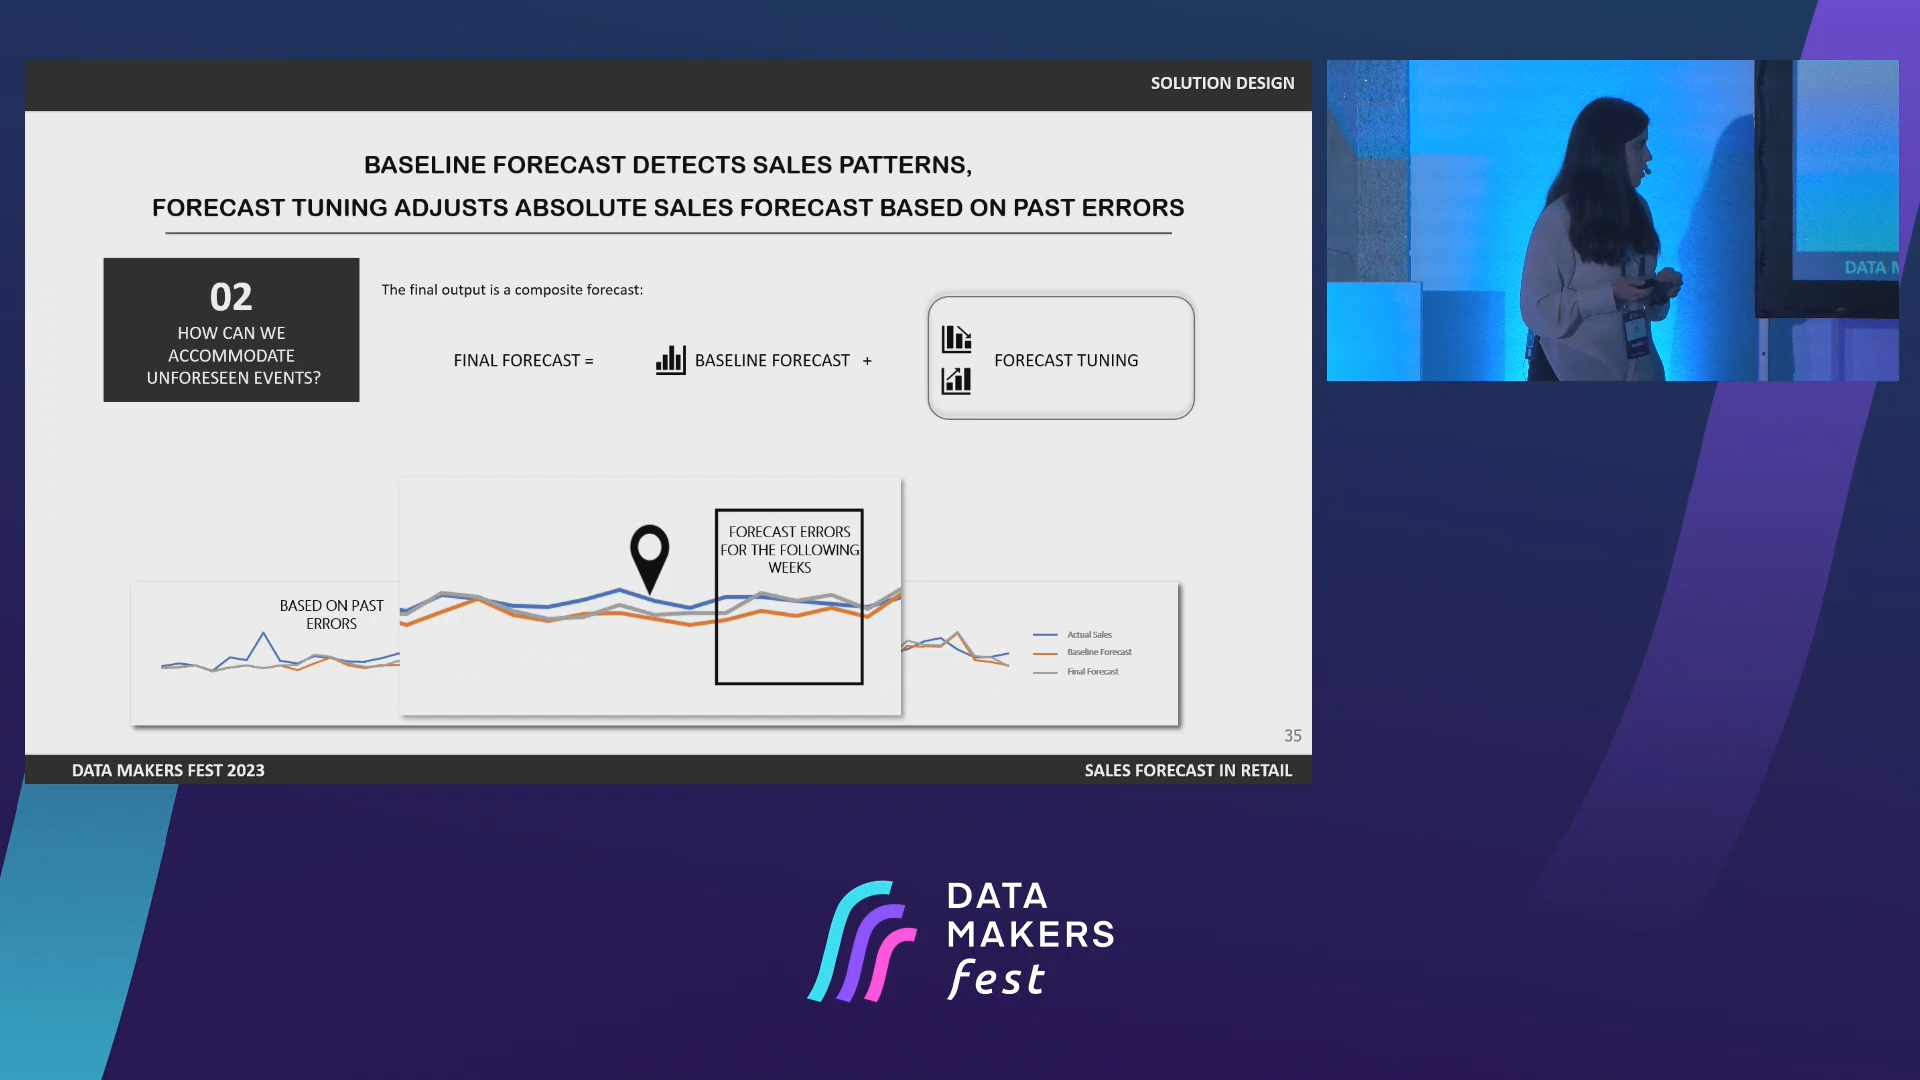 SOLUTION DESIGN
BASELINE FORECAST DETECTS SALES PATTERNS,
FORECAST TUNING ADJUSTS ABSOLUTE SALES FORECAST BASED ON PAST ERRORS
02
HOW CAN WE
ACCOMMODATE
UNFORESEEN EVENTS?
The final output is a composite forecast:
FINAL FORECAST =
BASELINE FORECAST +
FORECAST TUNING
BASED ON PAST
ERRORS
FORECAST ERRORS
FOR THE FOLLOWING
WEEKS
Actual Sales
Baseline Forecast
Final Forecast
35
DATA MAKERS FEST 2023
SALES FORECAST IN RETAIL
DATA M
DATA
MAKERS
fest